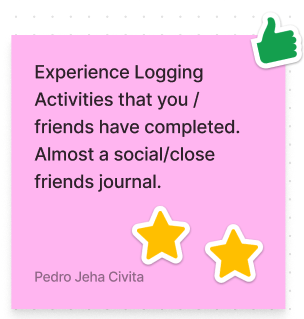 Experience Logging
Activities that you /
friends have completed.
Almost a social/close
friends journal.
Pedro Jeha Civita